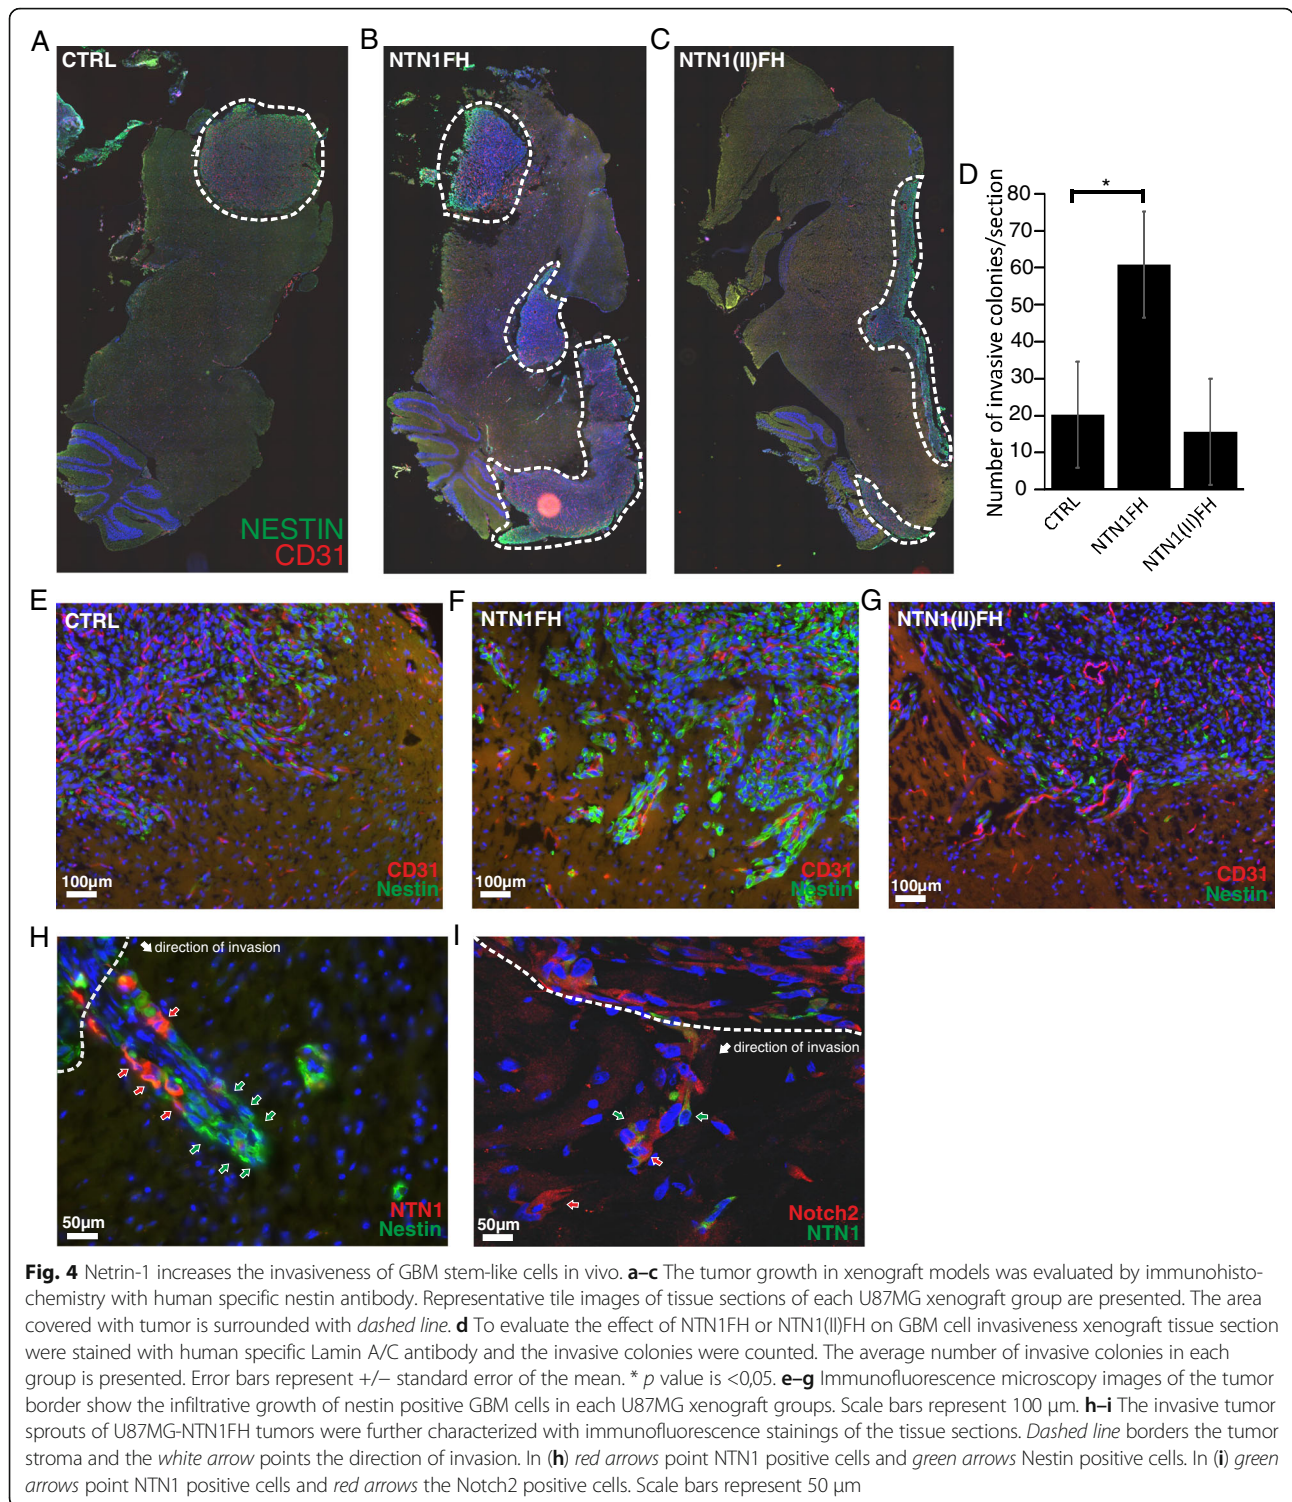 A
CTRL
NESTIN
CD31
B
NTN1FH
C
NTN1(II)FH
D
*
Number of invasive colonies/section
80
70
60
50
40
30
20
10
0
CTRL
NTN1FH
NTN1(II)FH
E
CTRL
100µm
CD31
Nestin
F
NTN1FH
100µm
CD31
Nestin
G
NTN1(II)FH
100µm
CD31
Nestin
H
direction of invasion
50µm
NTN1
Nestin
I
direction of invasion
50µm
Notch2
NTN1
Fig. 4 Netrin-1 increases the invasiveness of GBM stem-like cells in vivo. a–c The tumor growth in xenograft models was evaluated by immunohisto-
chemistry with human specific nestin antibody. Representative tile images of tissue sections of each U87MG xenograft group are presented. The area
covered with tumor is surrounded with dashed line. d To evaluate the effect of NTN1FH or NTN1(II)FH on GBM cell invasiveness xenograft tissue section
were stained with human specific Lamin A/C antibody and the invasive colonies were counted. The average number of invasive colonies in each
group is presented. Error bars represent +/− standard error of the mean. * p value is <0,05. e–g Immunofluorescence microscopy images of the tumor
border show the infiltrative growth of nestin positive GBM cells in each U87MG xenograft groups. Scale bars represent 100 µm. h–i The invasive tumor
sprouts of U87MG-NTN1FH tumors were further characterized with immunofluorescence stainings of the tissue sections. Dashed line borders the tumor
stroma and the white arrow points the direction of invasion. In (h) red arrows point NTN1 positive cells and green arrows Nestin positive cells. In (i) green
arrows point NTN1 positive cells and red arrows the Notch2 positive cells. Scale bars represent 50 µm